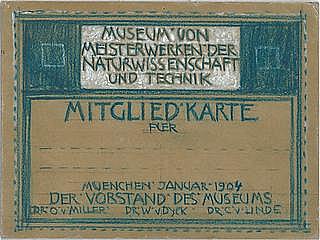 MUSEUM VON
MEISTERWERKEN DER
NATURWISSENSCHAFT
UND TECHNIK
MITGLIED KARTE
FÜR
MUENCHEN JANUAR 1904
DER VORSTAND DES MUSEUMS
DR. O. V. MILLER DR. W. V. DYCK DR. C. V. LINDE